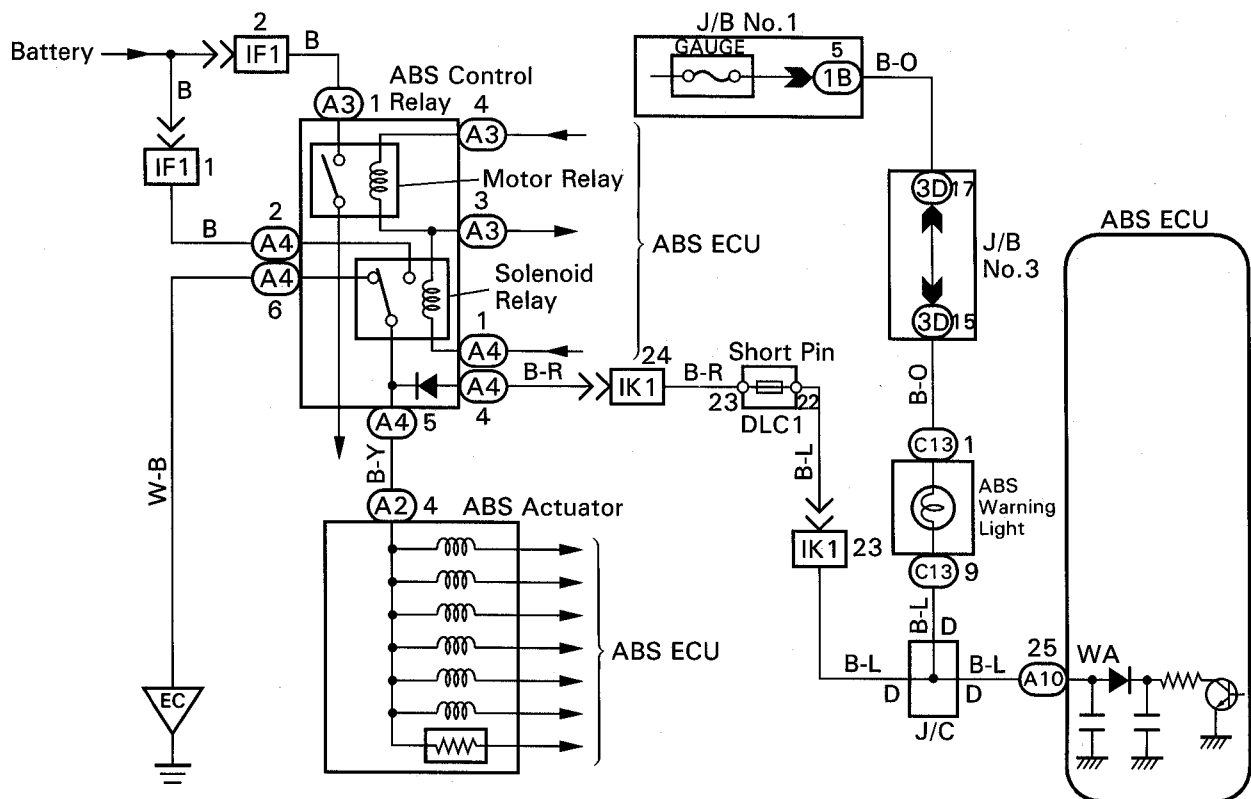 J/B No.1
GAUGE
5
1B
B-O
Battery
2
IF1
B
B
IF1
1
ABS Control
Relay
A3
1
4
A3
Motor Relay
3
A3
ABS ECU
2
B
A4
A4
6
Solenoid
Relay
1
A4
A4
4
B-R
24
IK1
B-R
Short Pin
23
22
DLC1
A4
5
B-Y
W-B
A2
4
ABS Actuator
ABS ECU
EC
B-L
IK1
23
3D
17
J/B
No.3
3D
15
B-O
C13
1
ABS
Warning
Light
C13
9
B-L
D
B-L
D
B-L
D
J/C
ABS ECU
25
A10
WA